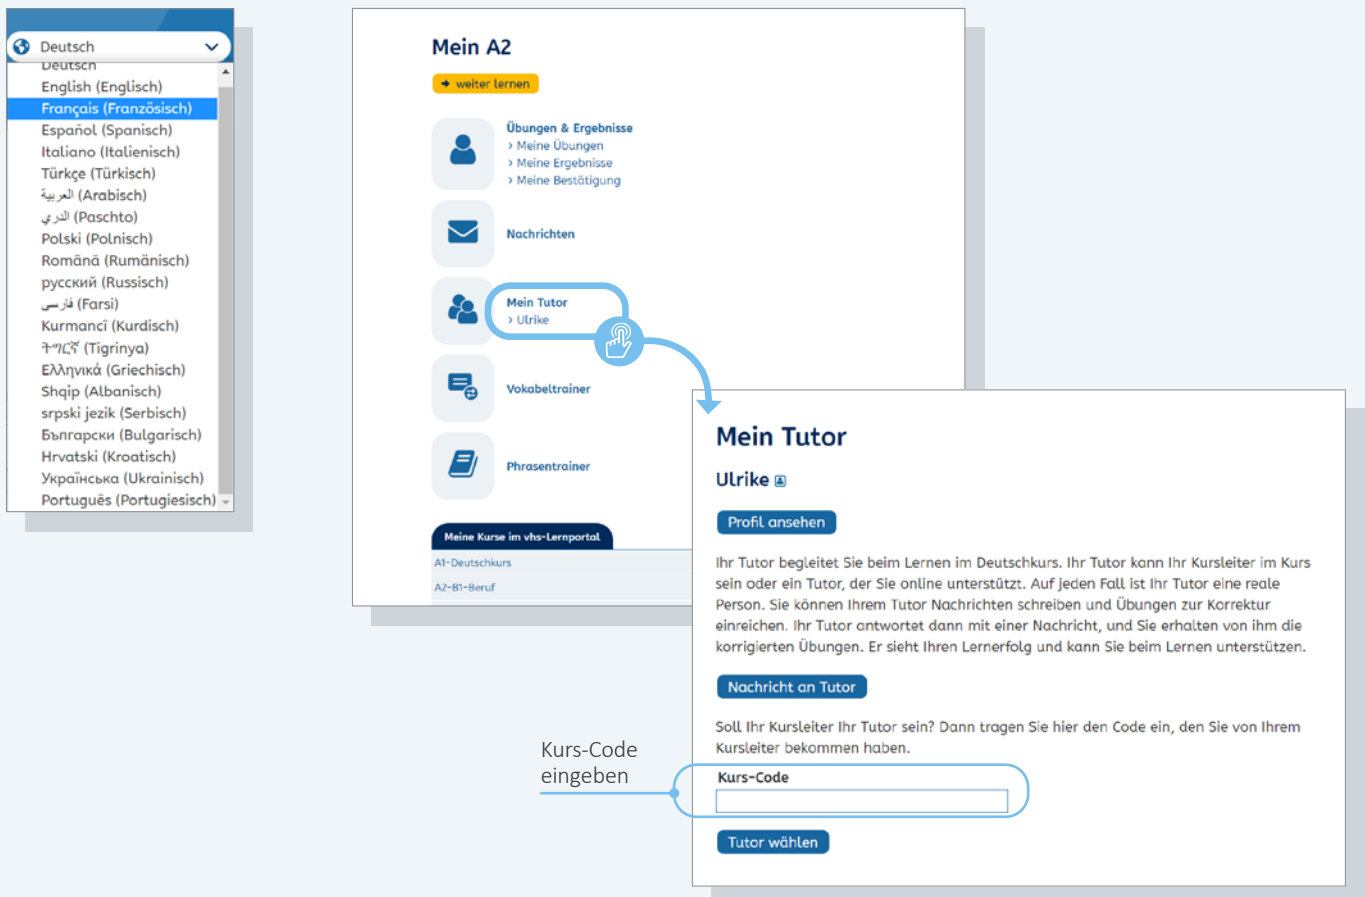 Deutsch
Deutsch
English (Englisch)
Français (Französisch)
Español (Spanisch)
Italiano (Italienisch)
Türkçe (Türkisch)
العربية (Arabisch)
الدري (Paschto)
Polski (Polnisch)
Română (Rumänisch)
русский (Russisch)
فارسی (Farsi)
Kurmancî (Kurdisch)
ትግርኛ (Tigrinya)
Ελληνικά (Griechisch)
Shqip (Albanisch)
srpski jezik (Serbisch)
Български (Bulgarisch)
Hrvatski (Kroatisch)
Українська (Ukrainisch)
Português (Portugiesisch)
Mein A2
weiter lernen
Übungen & Ergebnisse
> Meine Übungen
> Meine Ergebnisse
> Meine Bestätigung
Nachrichten
Mein Tutor
> Ulrike
Vokabeltrainer
Phrasentrainer
Meine Kurse im vhs-Lernportal
A1-Deutschkurs
A2-B1-Beruf
Mein Tutor
Ulrike
Profil ansehen
Ihr Tutor begleitet Sie beim Lernen im Deutschkurs. Ihr Tutor kann Ihr Kursleiter im Kurs
sein oder ein Tutor, der Sie online unterstützt. Auf jeden Fall ist Ihr Tutor eine reale
Person. Sie können Ihrem Tutor Nachrichten schreiben und Übungen zur Korrektur
einreichen. Ihr Tutor antwortet dann mit einer Nachricht, und Sie erhalten von ihm die
korrigierten Übungen. Er sieht Ihren Lernerfolg und kann Sie beim Lernen unterstützen.
Nachricht an Tutor
Soll Ihr Kursleiter Ihr Tutor sein? Dann tragen Sie hier den Code ein, den Sie von Ihrem
Kursleiter bekommen haben.
Kurs-Code
eingeben
Kurs-Code
Tutor wählen